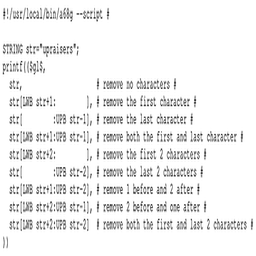 #!/usr/local/bin/a68g --script #
STRING str="upraisers";
printf(($gl$,
  str,                      # remove no characters #
  str[LWB str+1:         ], # remove the first character #
  str[         :UPB str-1], # remove the last character #
  str[LWB str+1:UPB str-1], # remove both the first and last character #
  str[LWB str+2:         ], # remove the first 2 characters #
  str[         :UPB str-2], # remove the last 2 characters #
  str[LWB str+1:UPB str-2], # remove 1 before and 2 after #
  str[LWB str+2:UPB str-1], # remove 2 before and one after #
  str[LWB str+2:UPB str-2]  # remove both the first and last 2 characters #
))